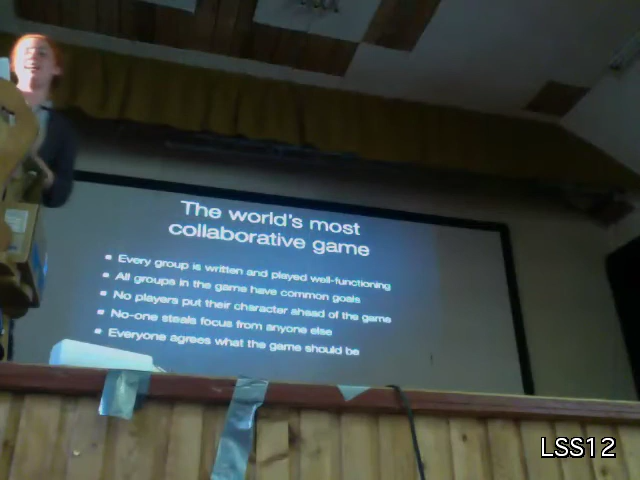 The world's most
collaborative game
Every group is written and played well-functioning
All groups in the game have common goals
No players put their character ahead of the game
No-one steals focus from anyone else
Everyone agrees what the game should be
LSS12